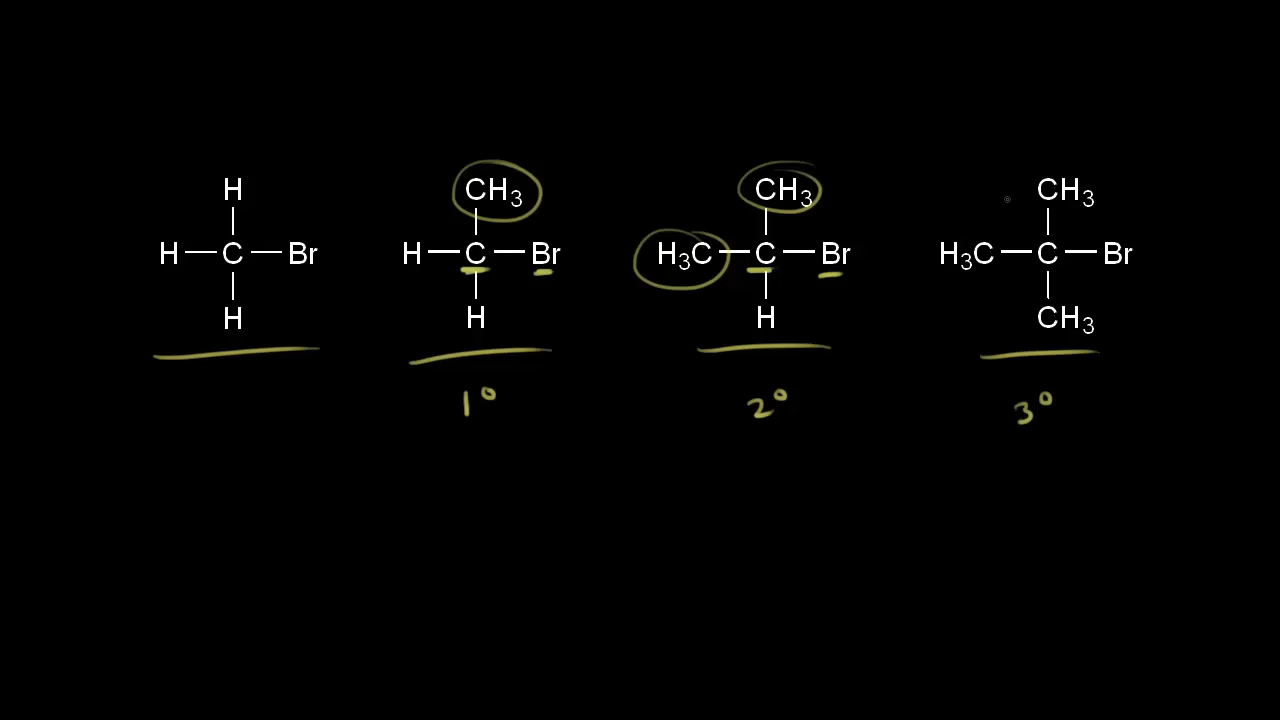 H CH₃ CH₃ CH₃
H—C—Br H—C—Br H₃C—C—Br H₃C—C—Br
H H H CH₃
1° 2° 3°